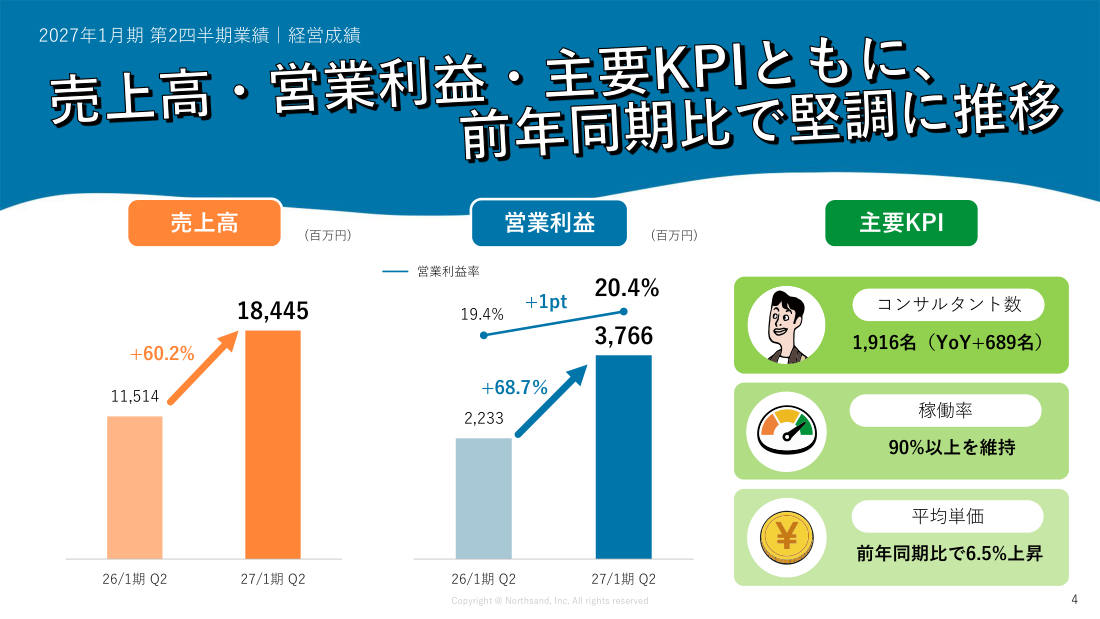 2027年1月期 第2四半期業績｜経営成績
売上高・営業利益・主要KPIともに、
前年同期比で堅調に推移
売上高
（百万円）
+60.2%
11,514
18,445
26/1期 Q2
27/1期 Q2
営業利益
（百万円）
営業利益率
19.4%
+1pt
20.4%
+68.7%
2,233
3,766
26/1期 Q2
27/1期 Q2
主要KPI
コンサルタント数
1,916名（YoY+689名）
稼働率
90%以上を維持
¥
平均単価
前年同期比で6.5%上昇
Copyright @ Northsand, Inc. All rights reserved
4